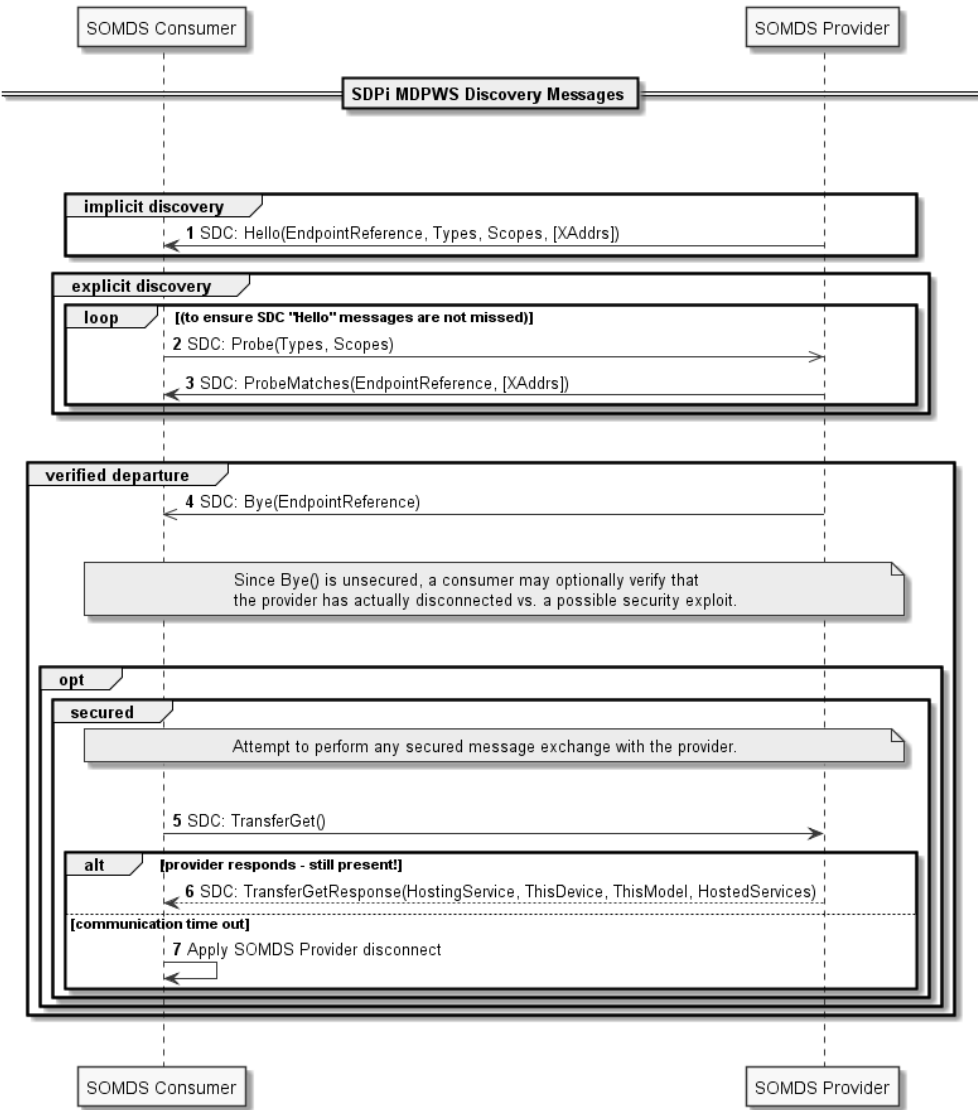 SOMDS Consumer
SOMDS Provider
SDPi MDPWS Discovery Messages
implicit discovery
1 SDC: Hello(EndpointReference, Types, Scopes, [XAddrs])
explicit discovery
loop [(to ensure SDC "Hello" messages are not missed)]
2 SDC: Probe(Types, Scopes)
3 SDC: ProbeMatches(EndpointReference, [XAddrs])
verified departure
4 SDC: Bye(EndpointReference)
Since Bye() is unsecured, a consumer may optionally verify that
the provider has actually disconnected vs. a possible security exploit.
opt
secured
Attempt to perform any secured message exchange with the provider.
5 SDC: TransferGet()
alt [provider responds - still present!]
6 SDC: TransferGetResponse(HostingService, ThisDevice, ThisModel, HostedServices)
[communication time out]
7 Apply SOMDS Provider disconnect
SOMDS Consumer
SOMDS Provider